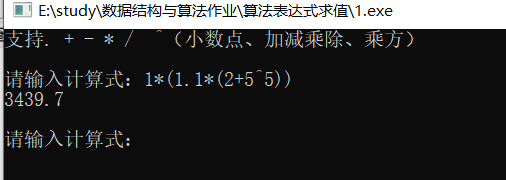 E:\study\数据结构与算法作业\算法表达式求值\1.exe
支持. + - * /  ^（小数点、加减乘除、乘方）
请输入计算式：1*(1.1*(2+5^5))
3439.7
请输入计算式：